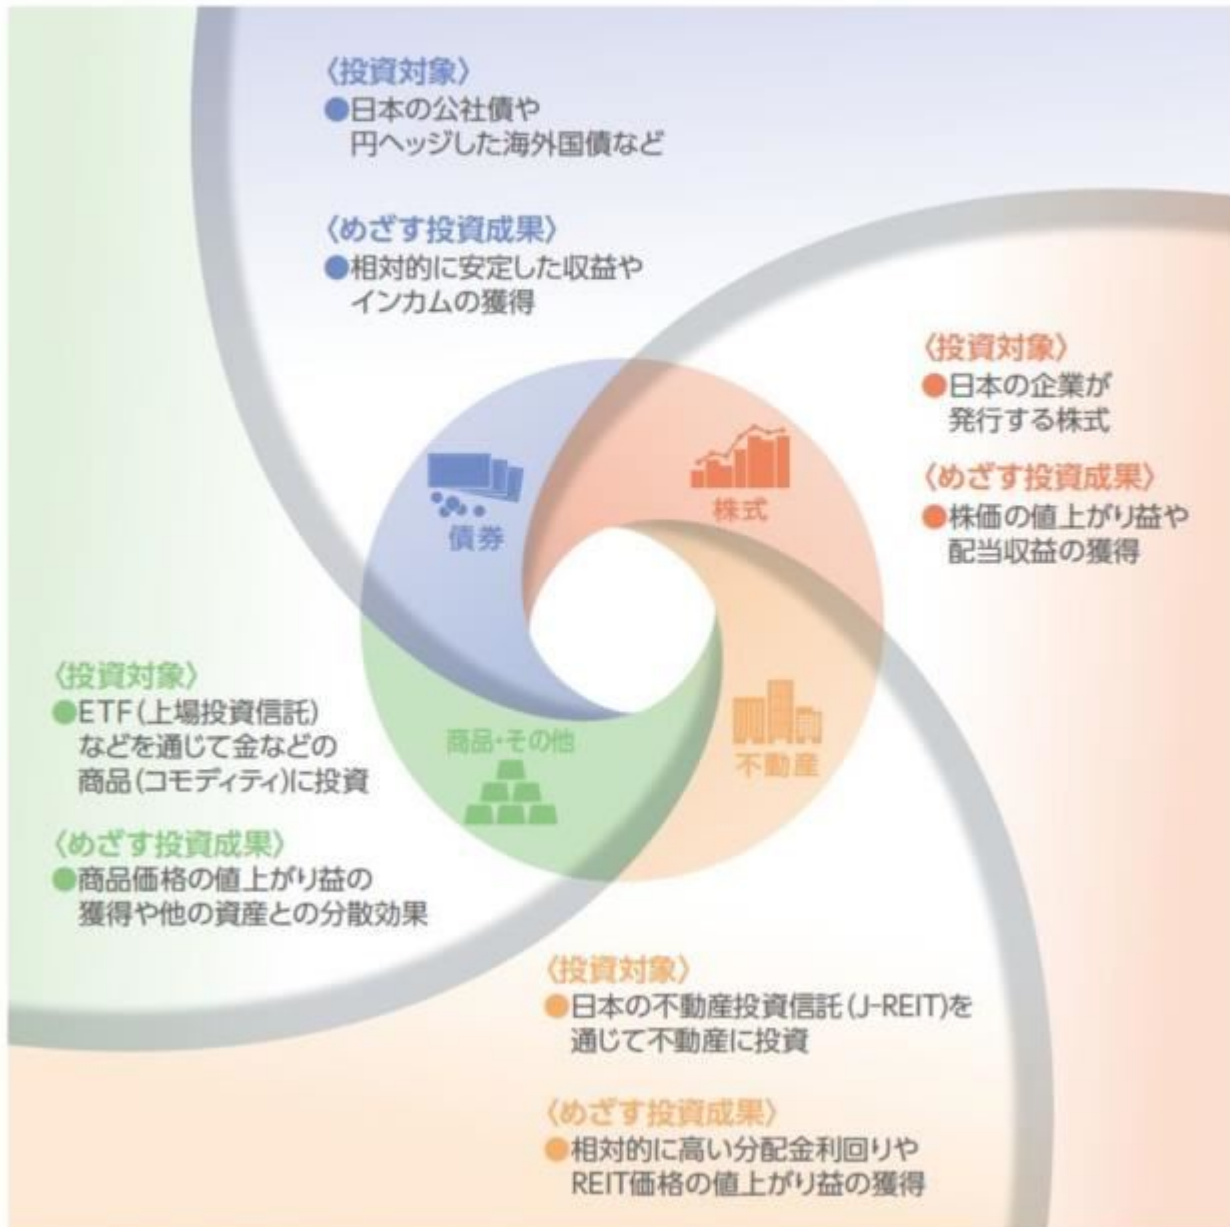 〈投資対象〉
●日本の公社債や
円ヘッジした海外国債など
〈めざす投資成果〉
●相対的に安定した収益や
インカムの獲得
〈投資対象〉
●日本の企業が
発行する株式
〈めざす投資成果〉
●株価の値上がり益や
配当収益の獲得
債券
株式
商品・その他
不動産
〈投資対象〉
●ETF(上場投資信託)
などを通じて金などの
商品(コモディティ)に投資
〈めざす投資成果〉
●商品価格の値上がり益の
獲得や他の資産との分散効果
〈投資対象〉
●日本の不動産投資信託(J-REIT)を
通じて不動産に投資
〈めざす投資成果〉
●相対的に高い分配金利回りや
REIT価格の値上がり益の獲得